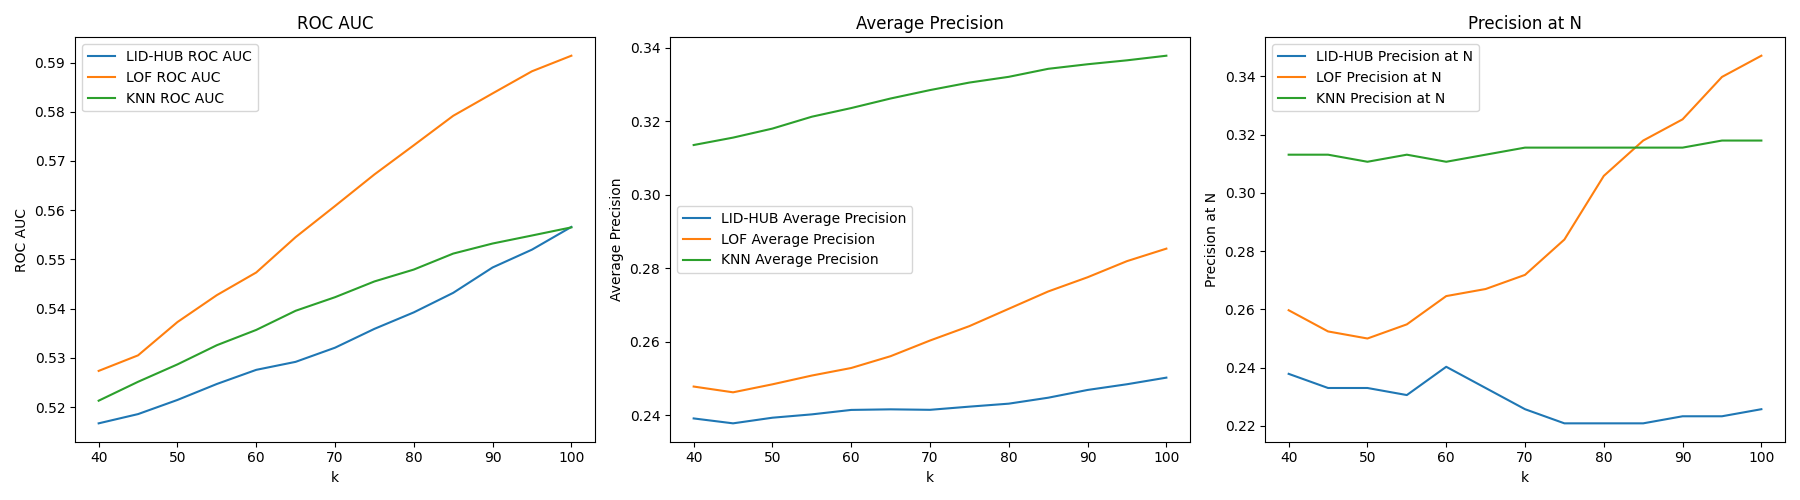 ROC AUC
LID-HUB ROC AUC
LOF ROC AUC
KNN ROC AUC
0.59
0.58
0.57
0.56
0.55
0.54
0.53
0.52
ROC AUC
40 50 60 70 80 90 100
k
Average Precision
LID-HUB Average Precision
LOF Average Precision
KNN Average Precision
0.34
0.32
0.30
0.28
0.26
0.24
Average Precision
40 50 60 70 80 90 100
k
Precision at N
LID-HUB Precision at N
LOF Precision at N
KNN Precision at N
0.34
0.32
0.30
0.28
0.26
0.24
0.22
Precision at N
40 50 60 70 80 90 100
k